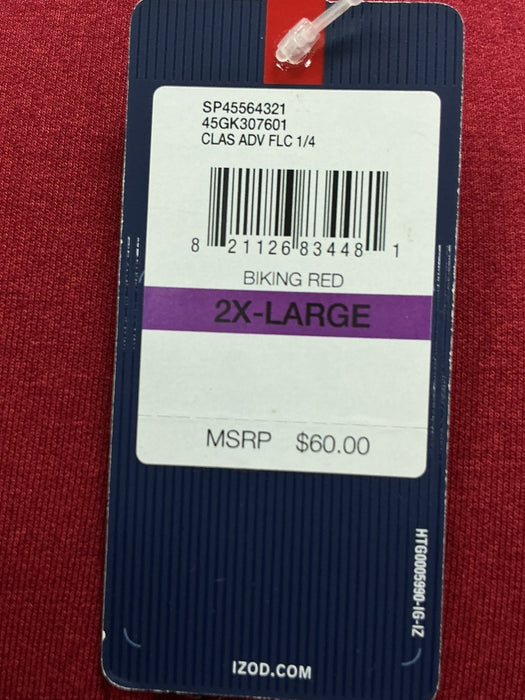 SP45564321
45GK307601
CLAS ADV FLC 1/4
8 21126 83448 1
BIKING RED
2X-LARGE
MSRP $60.00
HTG0005990-IG-IZ
IZOD.COM